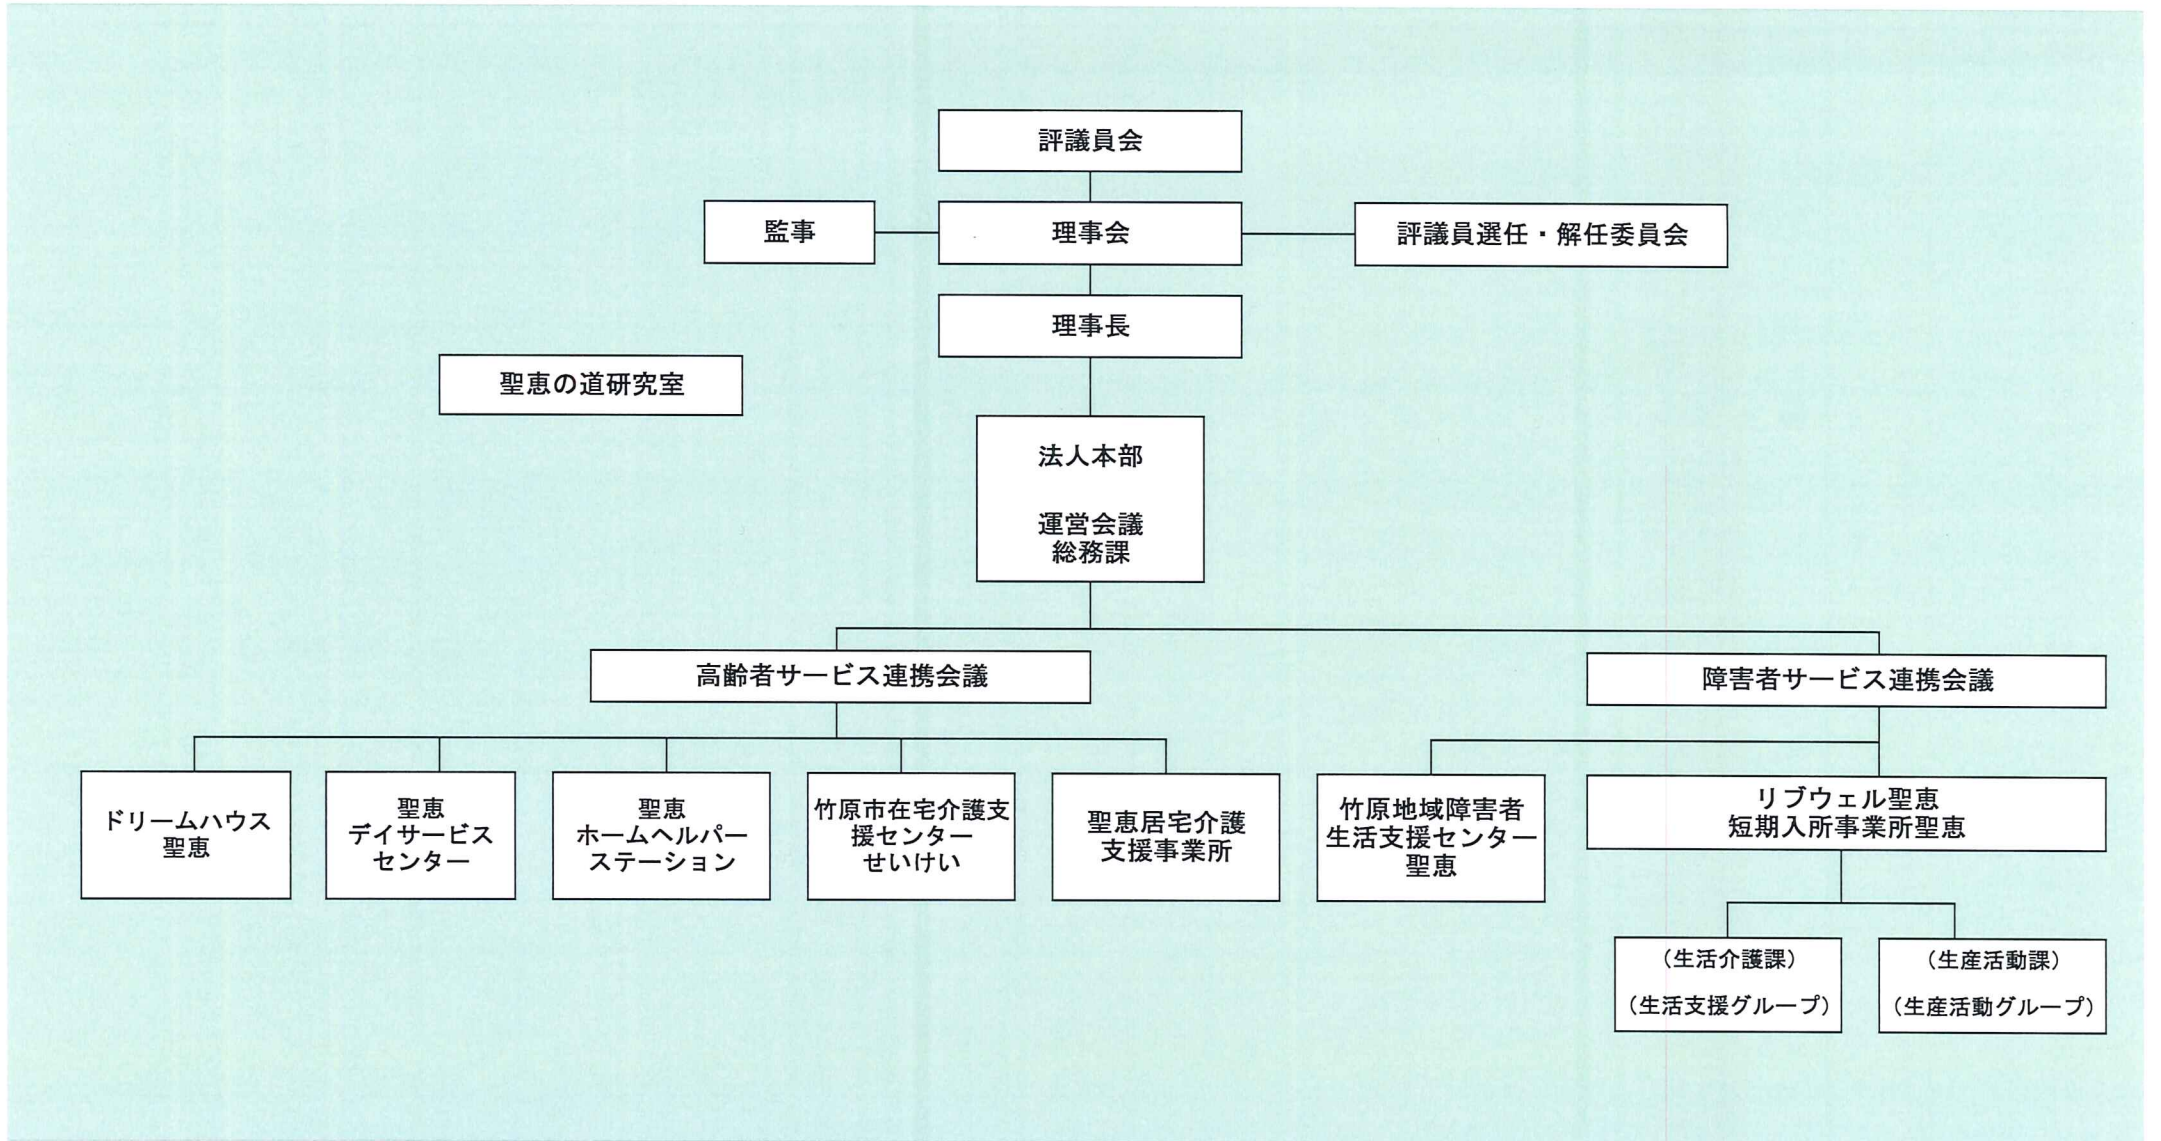 評議員会
監事
理事会
評議員選任・解任委員会
理事長
聖恵の道研究室
法人本部
運営会議
総務課
高齢者サービス連携会議
障害者サービス連携会議
ドリームハウス
聖恵
聖恵
デイサービス
センター
聖恵
ホームヘルパー
ステーション
竹原市在宅介護支
援センター
せいけい
聖恵居宅介護
支援事業所
竹原地域障害者
生活支援センター
聖恵
リブウェル聖恵
短期入所事業所聖恵
（生活介護課）
（生活支援グループ）
（生産活動課）
（生産活動グループ）